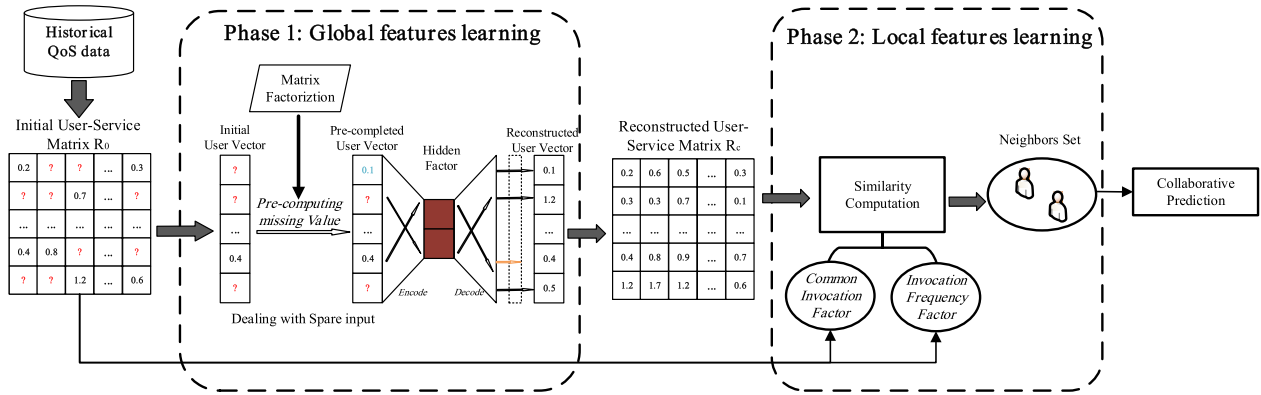 Historical
QoS data
Phase 1: Global features learning
Phase 2: Local features learning
Matrix
Factoriztion
Initial User-Service
Matrix R0
0.2 ? ? ... 0.3
? ? 0.7 ... ?
... ... ... ... ...
0.4 0.8 ? ... ?
? ? 1.2 ... 0.6
Initial
User Vector
?
?
...
0.4
?
Pre-computing
missing Value
Dealing with Spare input
Pre-completed
User Vector
0.1
?
...
0.4
?
Hidden
Factor
Encode
Decode
Reconstructed
User Vector
0.1
1.2
...
0.4
0.5
Reconstructed User-
Service Matrix Rc
0.2 0.6 0.5 ... 0.3
0.3 0.3 0.7 ... 0.1
... ... ... ... ...
0.4 0.8 0.9 ... 0.7
1.2 1.7 1.2 ... 0.6
Similarity
Computation
Common
Invocation
Factor
Invocation
Frequency
Factor
Neighbors Set
Collaborative
Prediction